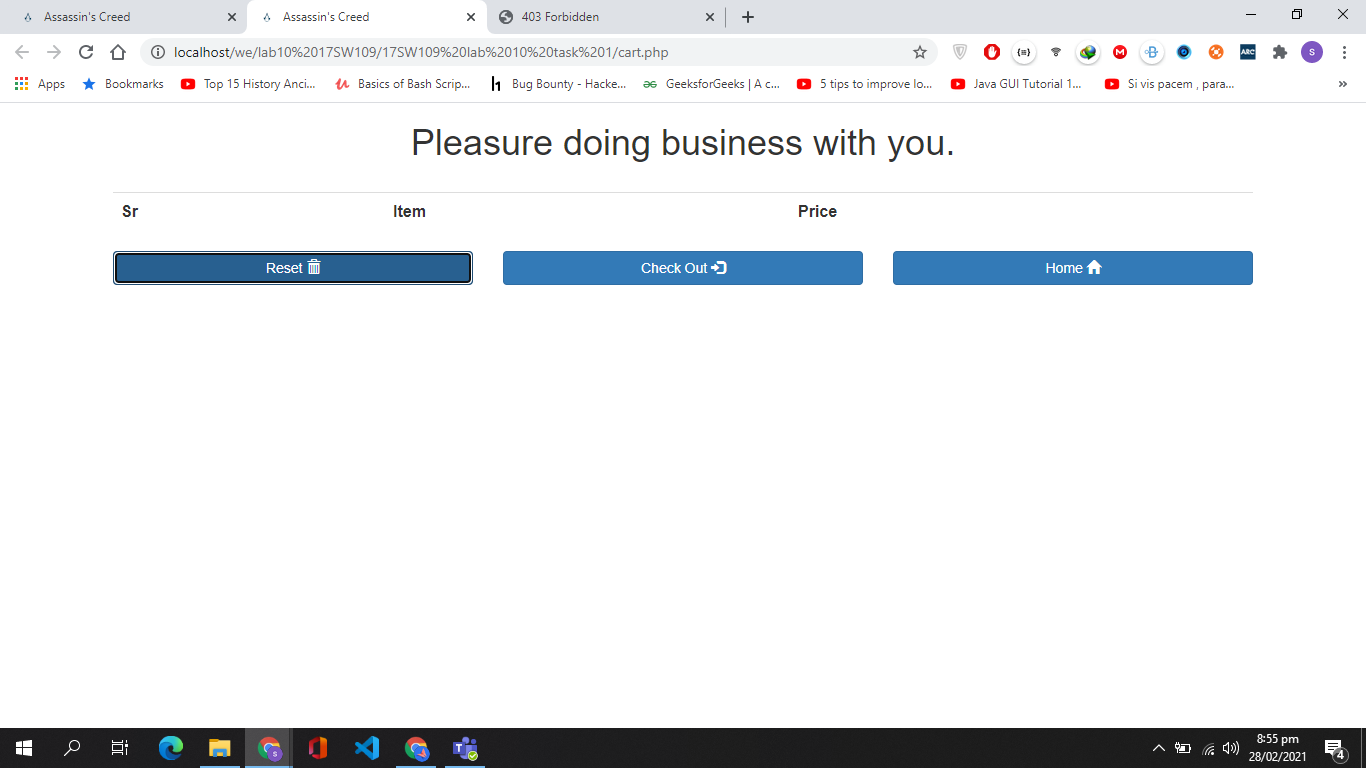 Assassin's Creed
Assassin's Creed
403 Forbidden
localhost/we/lab10%2017SW109/17SW109%20lab%2010%20task%201/cart.php
S
Apps
Bookmarks
Top 15 History Anci...
Basics of Bash Scrip...
Bug Bounty - Hacke...
GeeksforGeeks | A c...
5 tips to improve lo...
Java GUI Tutorial 1...
Si vis pacem , para...
Pleasure doing business with you.
Sr Item Price
Reset
Check Out
Home
8:55 pm
28/02/2021
4